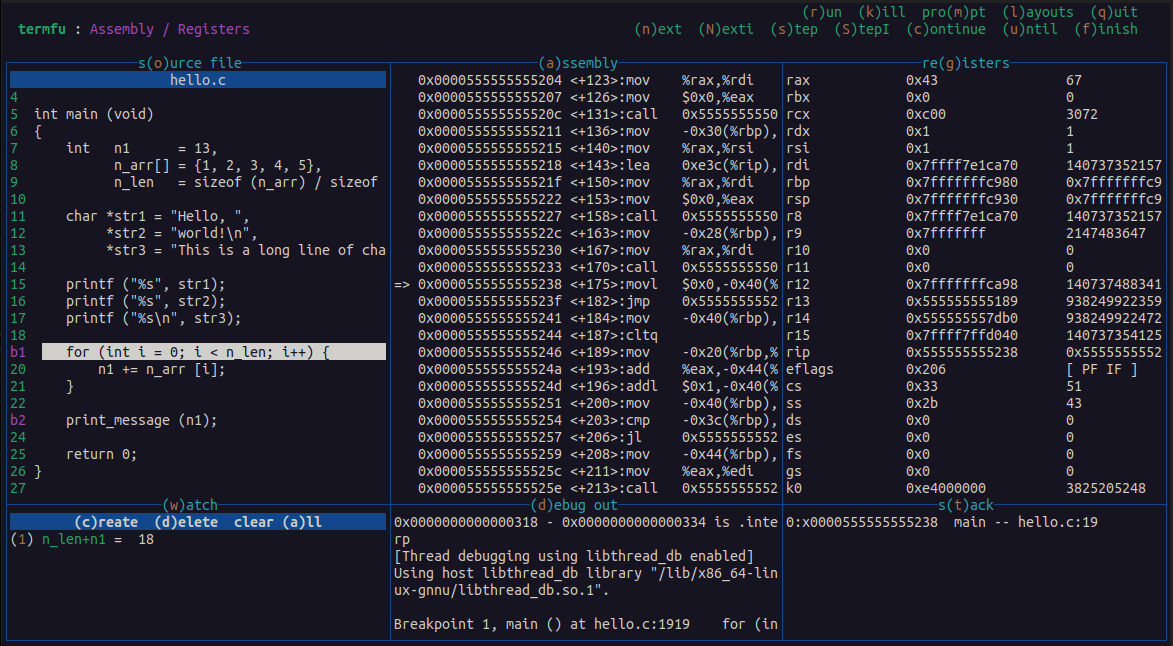 (r)un (k)ill pro(m)pt (l)ayouts (q)uit
termfu : Assembly / Registers
(n)ext (N)exti (s)tep (S)tepI (c)ontinue (u)ntil (f)inish
s(o)urce file
hello.c
4
5 int main (void)
6 {
7 int n1 = 13,
8 n_arr[] = {1, 2, 3, 4, 5},
9 n_len = sizeof (n_arr) / sizeof
10
11 char *str1 = "Hello, ",
12 *str2 = "world!\n",
13 *str3 = "This is a long line of cha
14
15 printf ("%s", str1);
16 printf ("%s", str2);
17 printf ("%s\n", str3);
18
b1 for (int i = 0; i < n_len; i++) {
20 n1 += n_arr [i];
21 }
22
b2 print_message (n1);
24
25 return 0;
26 }
27
(a)ssembly
0x0000555555555204 <+123>:mov %rax,%rdi
0x0000555555555207 <+126>:mov $0x0,%eax
0x000055555555520c <+131>:call 0x5555555550
0x0000555555555211 <+136>:mov -0x30(%rbp),
0x0000555555555215 <+140>:mov %rax,%rsi
0x0000555555555218 <+143>:lea 0xe3c(%rip),
0x000055555555521f <+150>:mov %rax,%rdi
0x0000555555555222 <+153>:mov $0x0,%eax
0x0000555555555227 <+158>:call 0x5555555550
0x000055555555522c <+163>:mov -0x28(%rbp),
0x0000555555555230 <+167>:mov %rax,%rdi
0x0000555555555233 <+170>:call 0x5555555550
=> 0x0000555555555238 <+175>:movl $0x0,-0x40(%
0x000055555555523f <+182>:jmp 0x5555555552
0x0000555555555241 <+184>:mov -0x40(%rbp),
0x0000555555555244 <+187>:cltq
0x0000555555555246 <+189>:mov -0x20(%rbp,%
0x000055555555524a <+193>:add %eax,-0x44(%
0x000055555555524d <+196>:addl $0x1,-0x40(%
0x0000555555555251 <+200>:mov -0x40(%rbp),
0x0000555555555254 <+203>:cmp -0x3c(%rbp),
0x0000555555555257 <+206>:jl 0x5555555552
0x0000555555555259 <+208>:mov -0x44(%rbp),
0x000055555555525c <+211>:mov %eax,%edi
0x000055555555525e <+213>:call 0x5555555552
re(g)isters
rax 0x43 67
rbx 0x0 0
rcx 0xc00 3072
rdx 0x1 1
rsi 0x1 1
rdi 0x7ffff7e1ca70 140737352157
rbp 0x7fffffffc980 0x7fffffffc9
rsp 0x7fffffffc930 0x7fffffffc9
r8 0x7ffff7e1ca70 140737352157
r9 0x7fffffff 2147483647
r10 0x0 0
r11 0x0 0
r12 0x7fffffffca98 140737488341
r13 0x555555555189 938249922359
r14 0x555555557db0 938249922472
r15 0x7ffff7ffd040 140737354125
rip 0x555555555238 0x5555555552
eflags 0x206 [ PF IF ]
cs 0x33 51
ss 0x2b 43
ds 0x0 0
es 0x0 0
fs 0x0 0
gs 0x0 0
k0 0xe4000000 3825205248
(w)atch
(c)reate (d)elete clear (a)ll
(1) n_len+n1 = 18
(d)ebug out
0x0000000000000318 - 0x0000000000000334 is .inte
rp
[Thread debugging using libthread_db enabled]
Using host libthread_db library "/lib/x86_64-lin
ux-gnnu/libthread_db.so.1".
Breakpoint 1, main () at hello.c:1919 for (in
s(t)ack
0:x0000555555555238 main -- hello.c:19